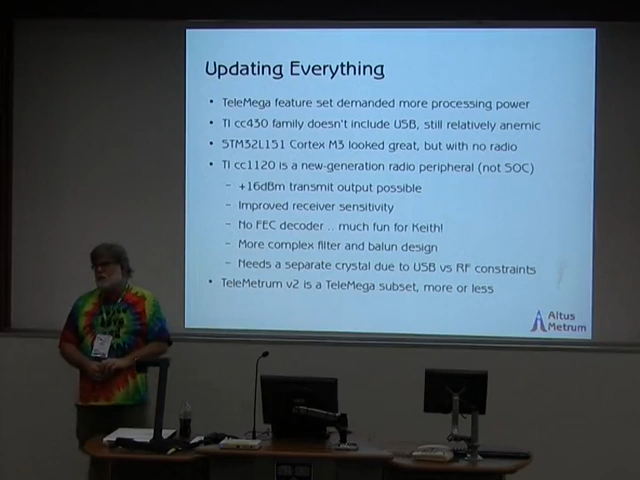 Updating Everything
• TeleMega feature set demanded more processing power
• TI cc430 family doesn't include USB, still relatively anemic
• STM32L151 Cortex M3 looked great, but with no radio
• TI cc1120 is a new-generation radio peripheral (not SOC)
– +16dBm transmit output possible
– Improved receiver sensitivity
– No FEC decoder .. much fun for Keith!
– More complex filter and balun design
– Needs a separate crystal due to USB vs RF constraints
• TeleMetrum v2 is a TeleMega subset, more or less
Altus
Metrum